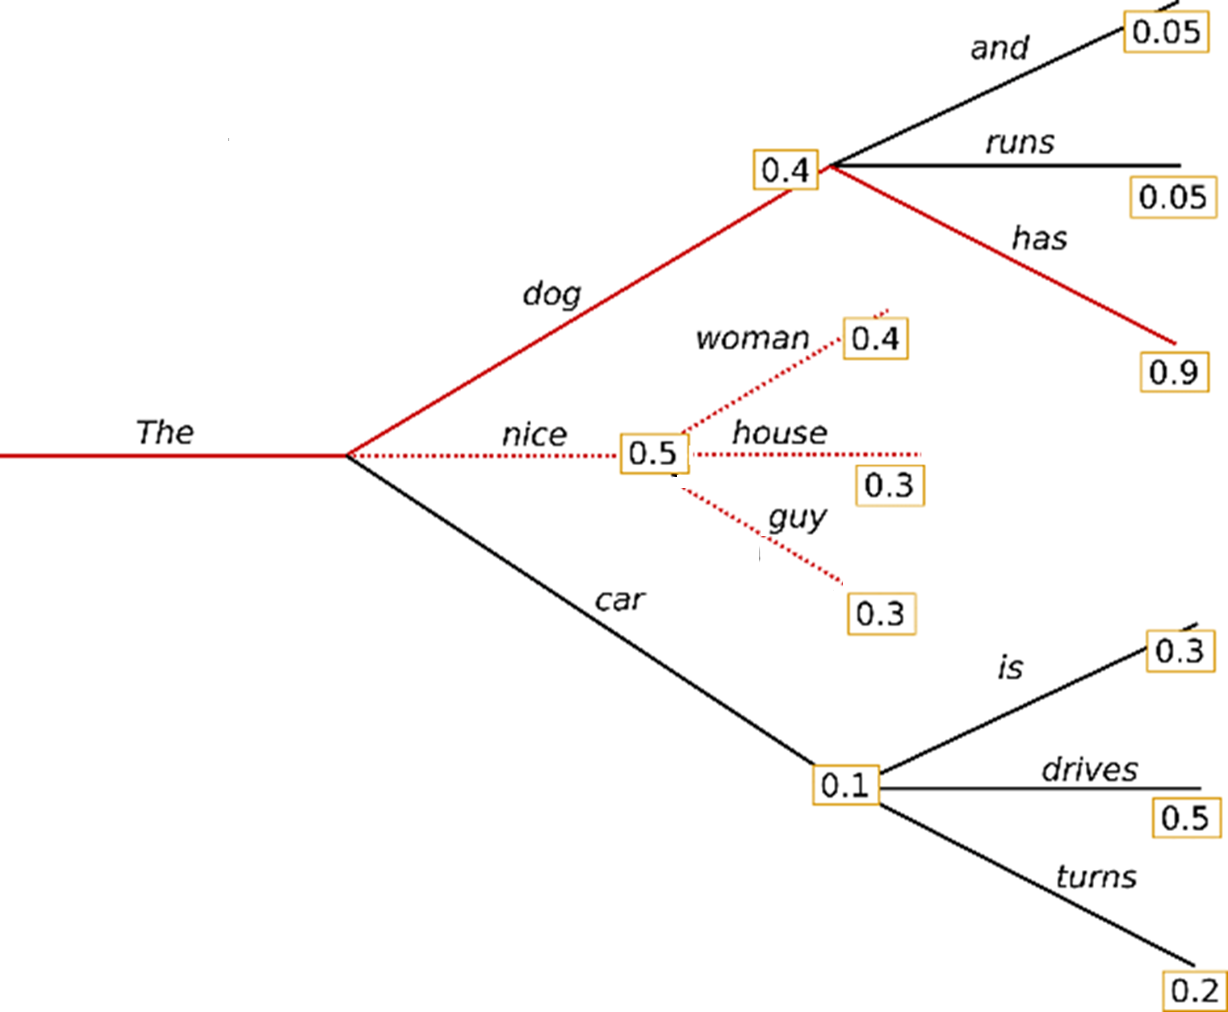 0.05
and
runs
0.4
0.05
has
dog
woman
0.4
0.9
The
nice
house
0.5
0.3
guy
car
0.3
is
0.3
drives
0.1
0.5
turns
0.2